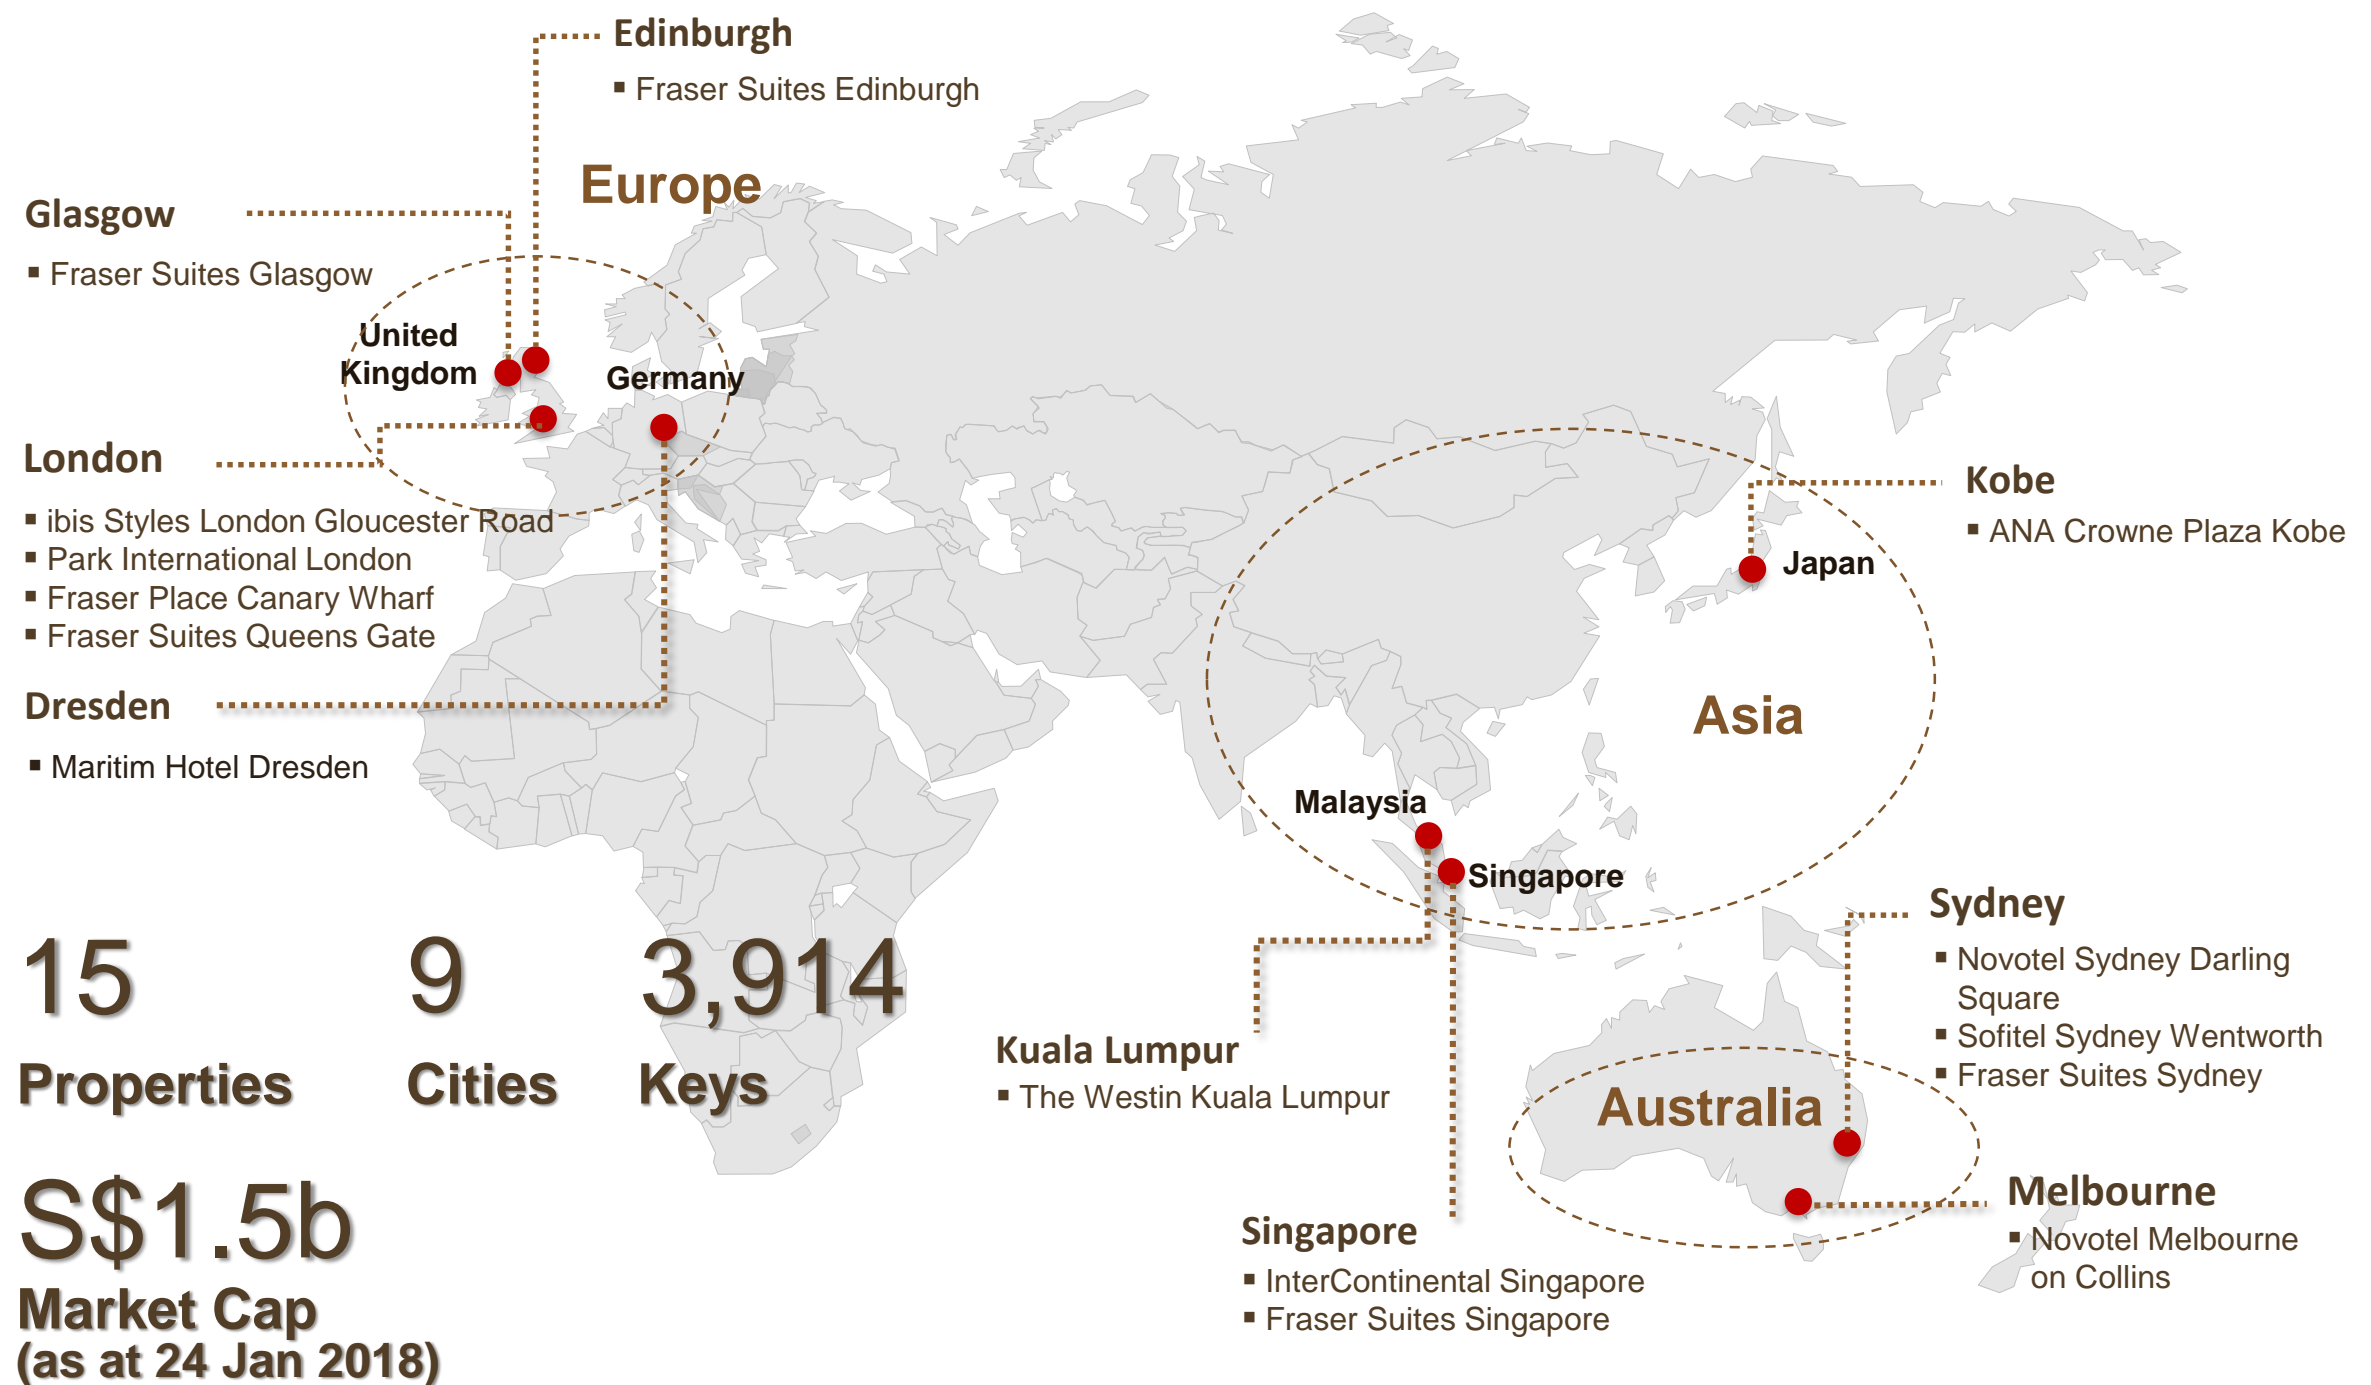 Edinburgh
▪ Fraser Suites Edinburgh
Europe
Glasgow
▪ Fraser Suites Glasgow
United
Kingdom
Germany
London
▪ ibis Styles London Gloucester Road
▪ Park International London
▪ Fraser Place Canary Wharf
▪ Fraser Suites Queens Gate
Dresden
▪ Maritim Hotel Dresden
Kobe
▪ ANA Crowne Plaza Kobe
Japan
Asia
Malaysia
Singapore
Kuala Lumpur
▪ The Westin Kuala Lumpur
Singapore
▪ InterContinental Singapore
▪ Fraser Suites Singapore
Sydney
▪ Novotel Sydney Darling
Square
▪ Sofitel Sydney Wentworth
▪ Fraser Suites Sydney
Australia
Melbourne
▪ Novotel Melbourne
on Collins
15
Properties
9
Cities
3,914
Keys
S$1.5b
Market Cap
(as at 24 Jan 2018)